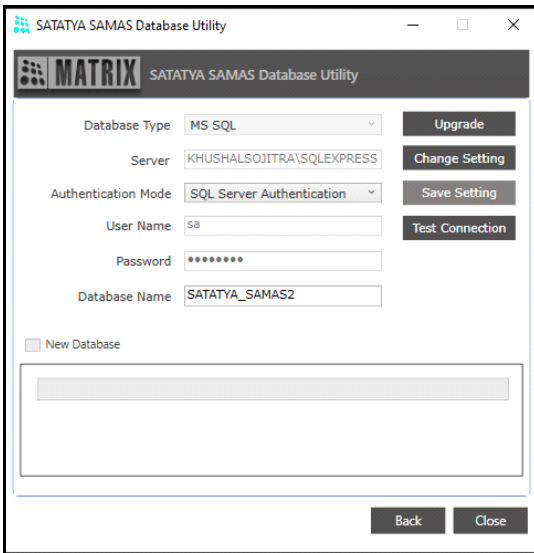 SATATYA SAMAS Database Utility
MATRIX SATATYA SAMAS Database Utility
Database Type MS SQL Upgrade
Server KHUSHALSOJITRA\SQLEXPRESS Change Setting
Authentication Mode SQL Server Authentication Save Setting
User Name sa Test Connection
Password ••••••••
Database Name SATATYA_SAMAS2
New Database
Back Close